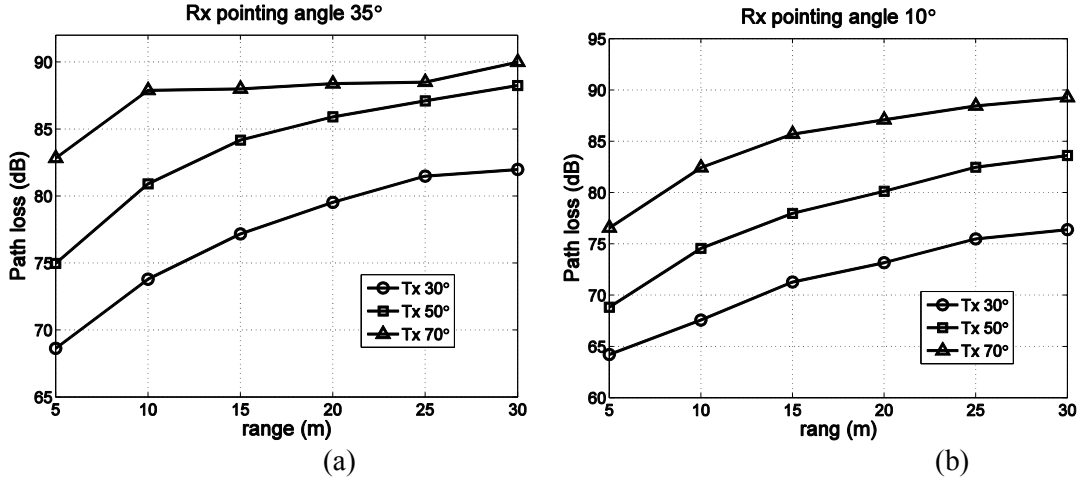 Rx pointing angle 35°
Path loss (dB)
90
85
80
75
70
65
5 10 15 20 25 30
range (m)
Tx 30°
Tx 50°
Tx 70°
(a)
Rx pointing angle 10°
Path loss (dB)
95
90
85
80
75
70
65
60
5 10 15 20 25 30
rang (m)
Tx 30°
Tx 50°
Tx 70°
(b)